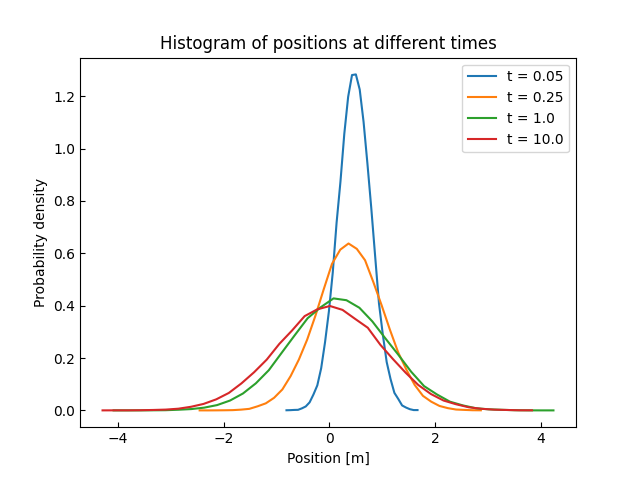 Histogram of positions at different times
t = 0.05
t = 0.25
t = 1.0
t = 10.0
Probability density
1.2
1.0
0.8
0.6
0.4
0.2
0.0
−4
−2
0
2
4
Position [m]